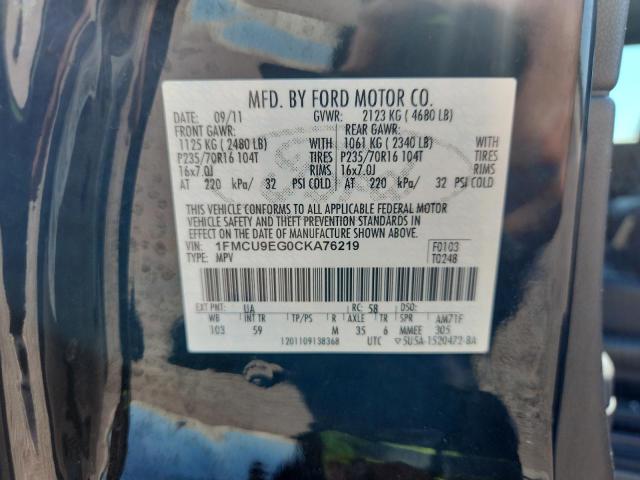 MFD. BY FORD MOTOR CO.
DATE: 09/11 GVWR: 2123 KG ( 4680 LB)
FRONT GAWR: REAR GAWR:
1125 KG ( 2480 LB) WITH 1061 KG ( 2340 LB) WITH
P235/70R16 104T TIRES P235/70R16 104T TIRES
16x7.0J RIMS 16x7.0J RIMS
AT 220 kPa/ 32 PSI COLD AT 220 kPa/ 32 PSI COLD
THIS VEHICLE CONFORMS TO ALL APPLICABLE FEDERAL MOTOR
VEHICLE SAFETY AND THEFT PREVENTION STANDARDS IN
EFFECT ON THE DATE OF MANUFACTURE SHOWN ABOVE.
VIN: 1FMCU9EG0CKA76219 F0103
TYPE: MPV T0248
EXT PNT: UA RC: 58 DSO:
WB INT TR TP/PS R AXLE TR SPR AM71F
103 59 M 35 6 MMEE 305
1201109138368 UTC ▽5U5A-1520472-BA